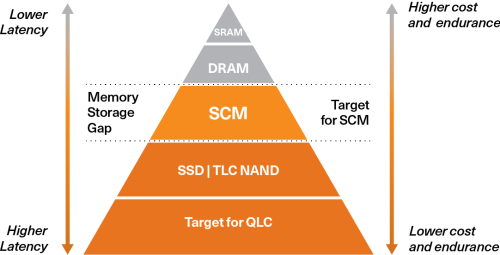 Lower
Latency
Higher cost
and endurance
SRAM
DRAM
Memory
Storage
Gap
SCM
Target
for SCM
SSD | TLC NAND
Target for QLC
Higher
Latency
Lower cost
and endurance